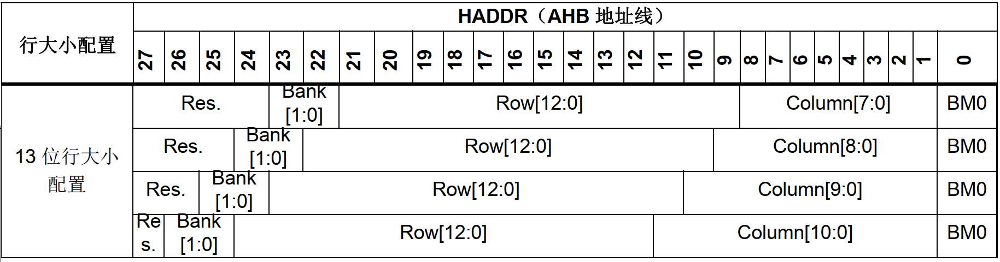 行大小配置
HADDR（AHB 地址线）
27 26 25 24 23 22 21 20 19 18 17 16 15 14 13 12 11 10 9 8 7 6 5 4 3 2 1 0
13 位行大小
配置
Res.
Bank
[1:0]
Row[12:0]
Column[7:0]
BM0
Res.
Bank
[1:0]
Row[12:0]
Column[8:0]
BM0
Res.
Bank
[1:0]
Row[12:0]
Column[9:0]
BM0
Re
s.
Bank
[1:0]
Row[12:0]
Column[10:0]
BM0